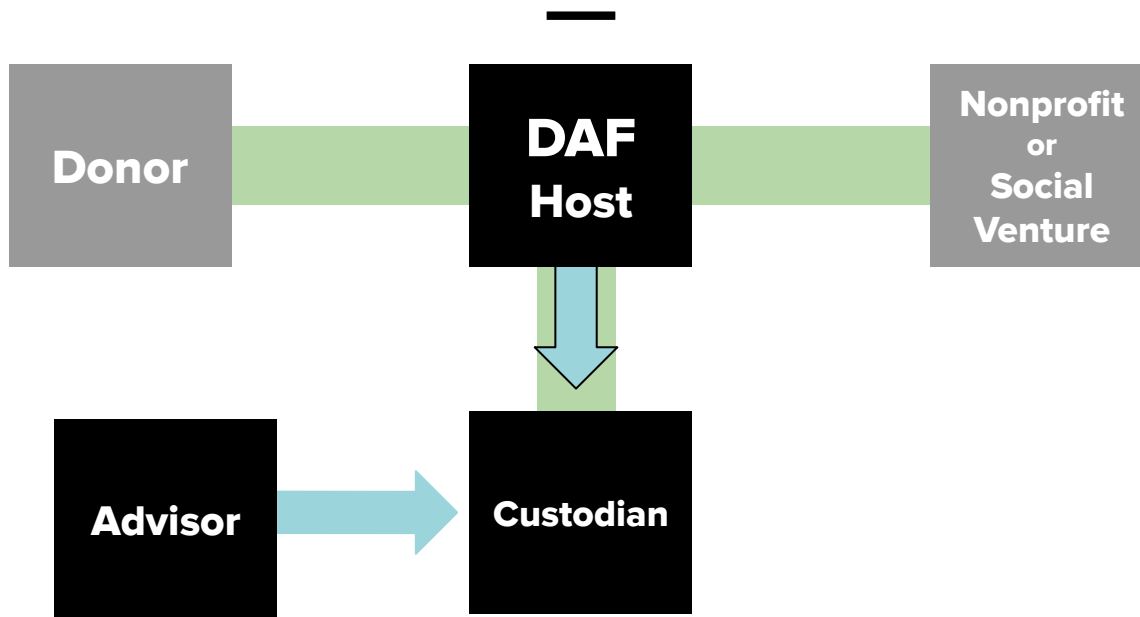 Donor
DAF
Host
Nonprofit
or
Social
Venture
Advisor
Custodian